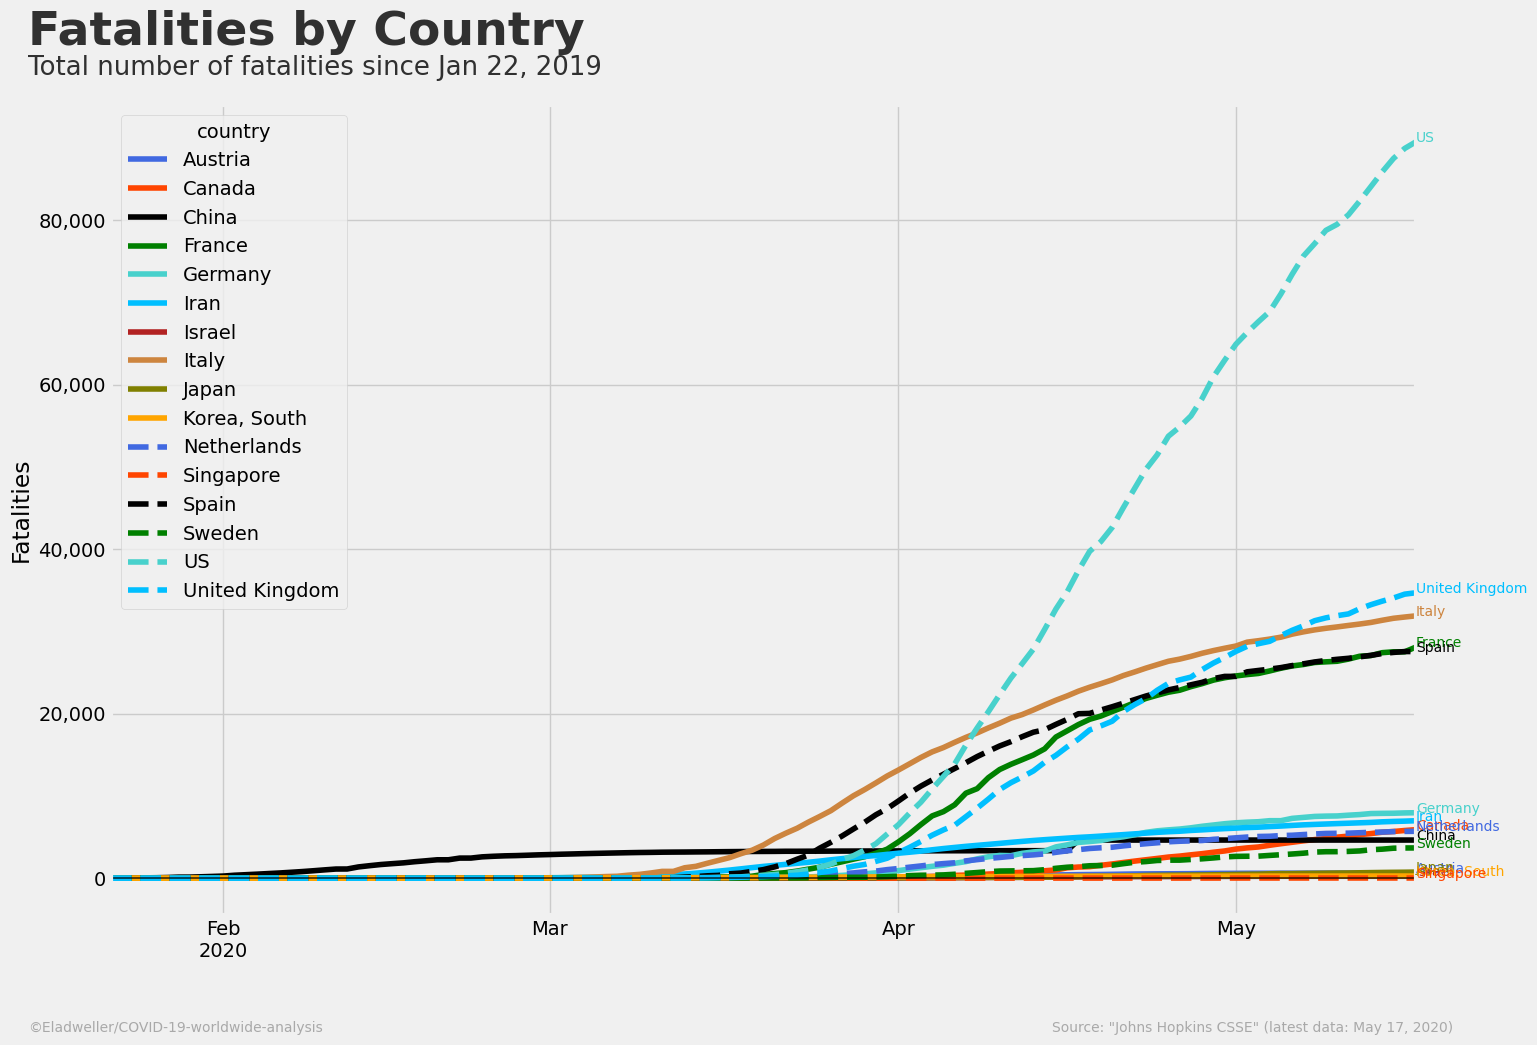 Fatalities by Country
Total number of fatalities since Jan 22, 2019
country
Austria
Canada
China
France
Germany
Iran
Israel
Italy
Japan
Korea, South
Netherlands
Singapore
Spain
Sweden
US
United Kingdom
Fatalities
80,000
60,000
40,000
20,000
0
Feb
2020
Mar
Apr
May
US
United Kingdom
Italy
France
Spain
Germany
Iran
Canada
Netherlands
China
Sweden
Japan
South
Singapore
©Eladweller/COVID-19-worldwide-analysis
Source: "Johns Hopkins CSSE" (latest data: May 17, 2020)